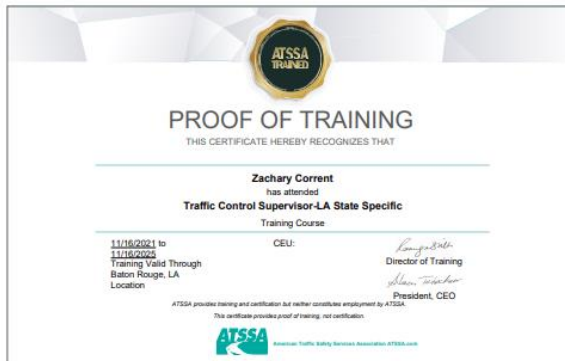 ATSSA
TRAINED
PROOF OF TRAINING
THIS CERTIFICATE HEREBY RECOGNIZES THAT
Zachary Corrent
has attended
Traffic Control Supervisor-LA State Specific
Training Course
11/16/2021 to
11/16/2025
Training Valid Through
Baton Rouge, LA
Location
CEU:
Director of Training
President, CEO
ATSSA provides training and certification but neither constitutes employment by ATSSA.
This certificate provides proof of training, not certification.
ATSSA
American Traffic Safety Services Association ATSSA.com